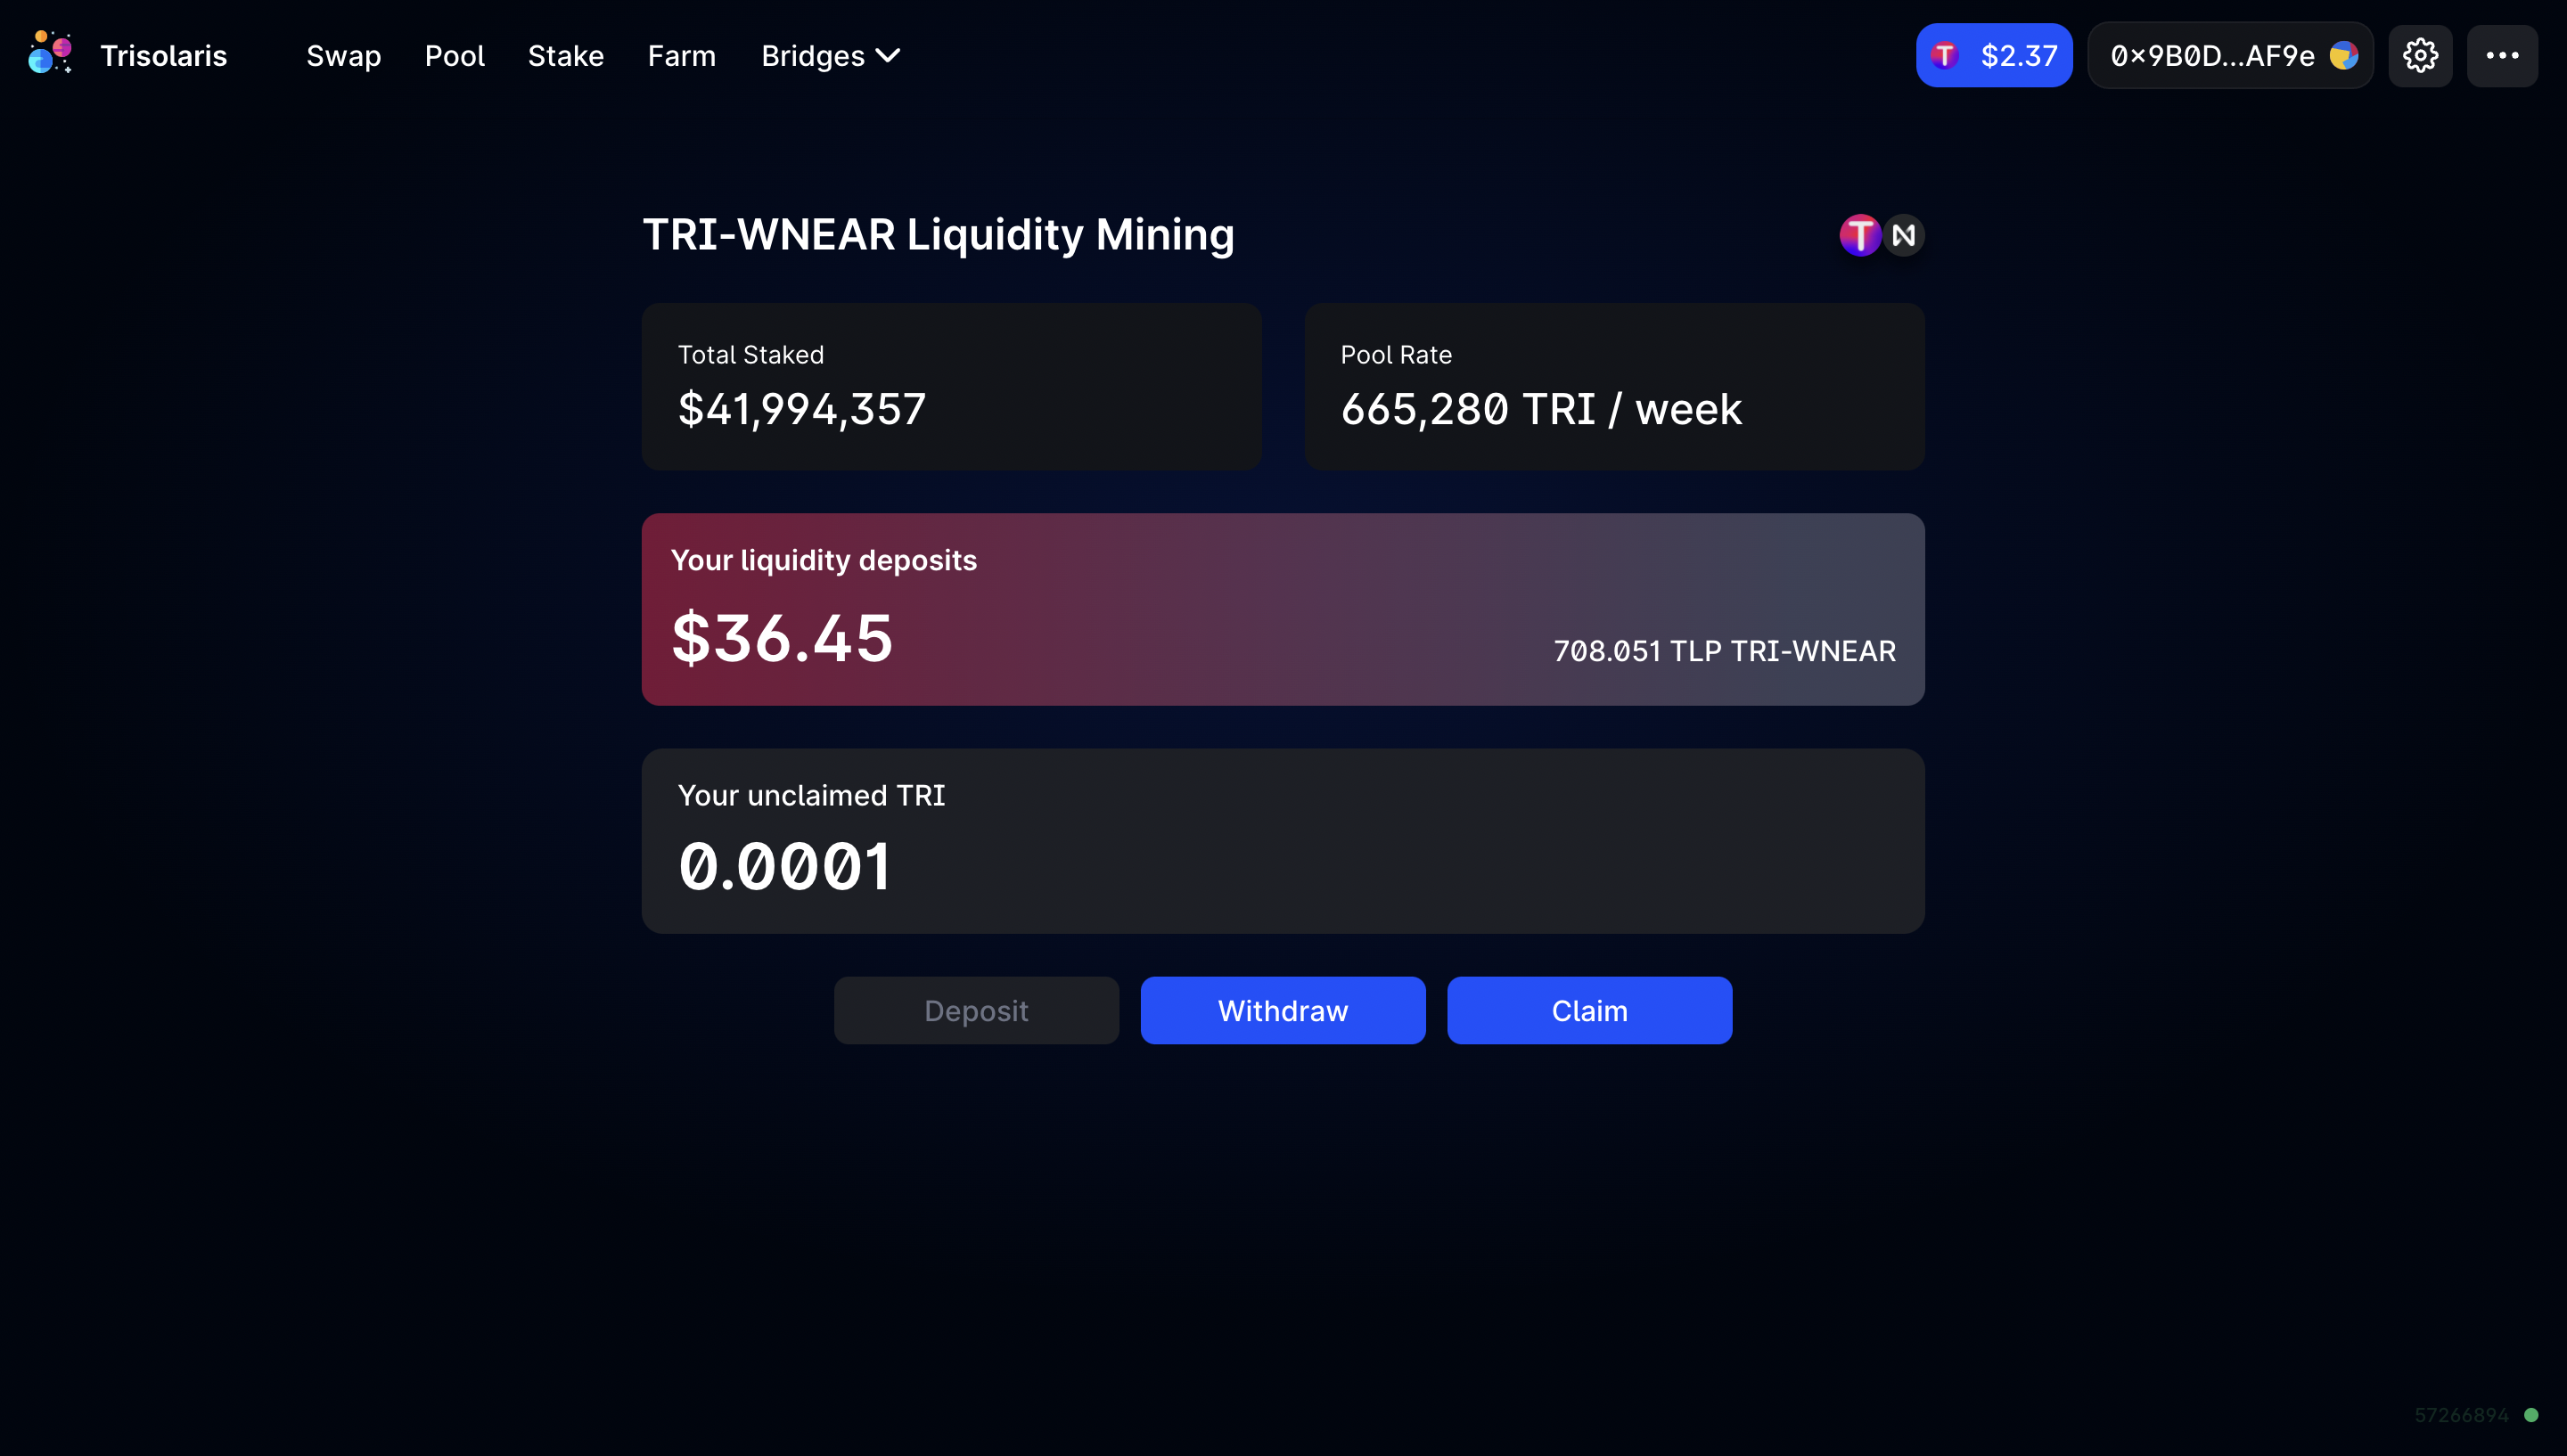 Trisolaris Swap Pool Stake Farm Bridges $2.37 0x9B0D...AF9e
TRI-WNEAR Liquidity Mining
Total Staked
$41,994,357
Pool Rate
665,280 TRI / week
Your liquidity deposits
$36.45
708.051 TLP TRI-WNEAR
Your unclaimed TRI
0.0001
Deposit Withdraw Claim
57266894